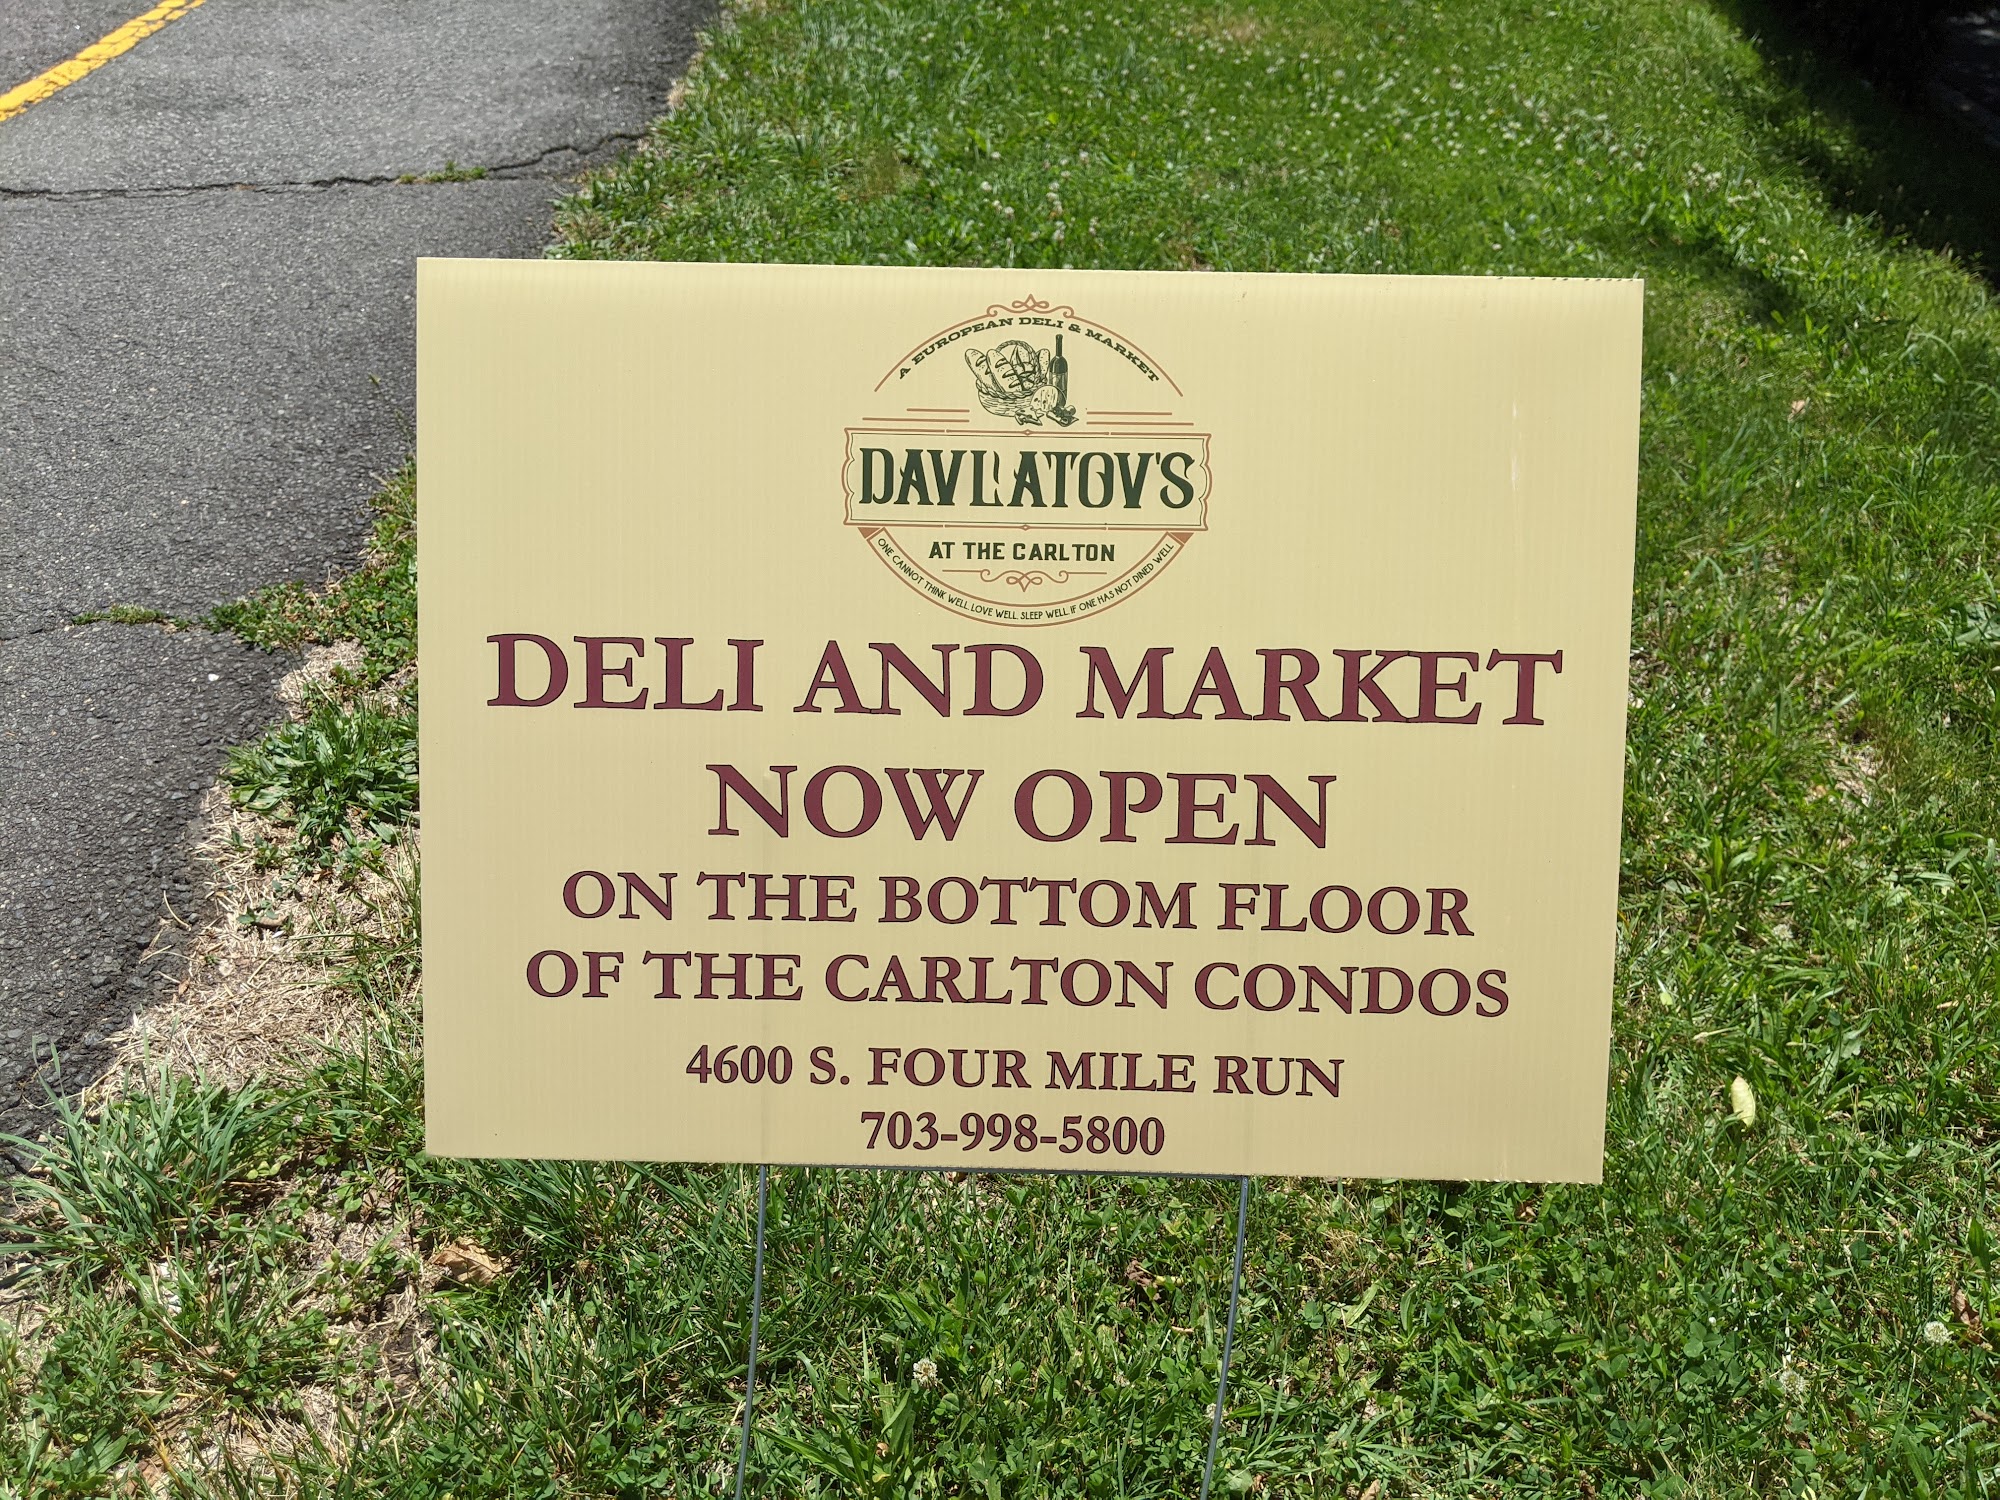 A EUROPEAN DELI & MARKET
DAVLATOV'S
AT THE CARLTON
ONE CANNOT THINK WELL, LOVE WELL, SLEEP WELL, IF ONE HAS NOT DINED WELL
DELI AND MARKET
NOW OPEN
ON THE BOTTOM FLOOR
OF THE CARLTON CONDOS
4600 S. FOUR MILE RUN
703-998-5800